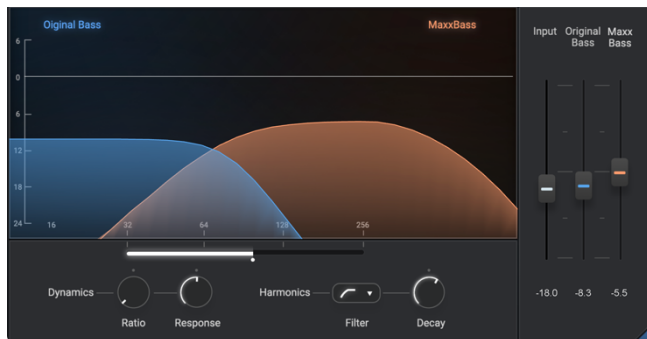 Oiginal Bass
MaxxBass
6
0
6
12
18
24
16
32
64
128
256
Dynamics
Ratio
Response
Harmonics
Filter
Decay
Input
Original
Bass
Maxx
Bass
-18.0
-8.3
-5.5